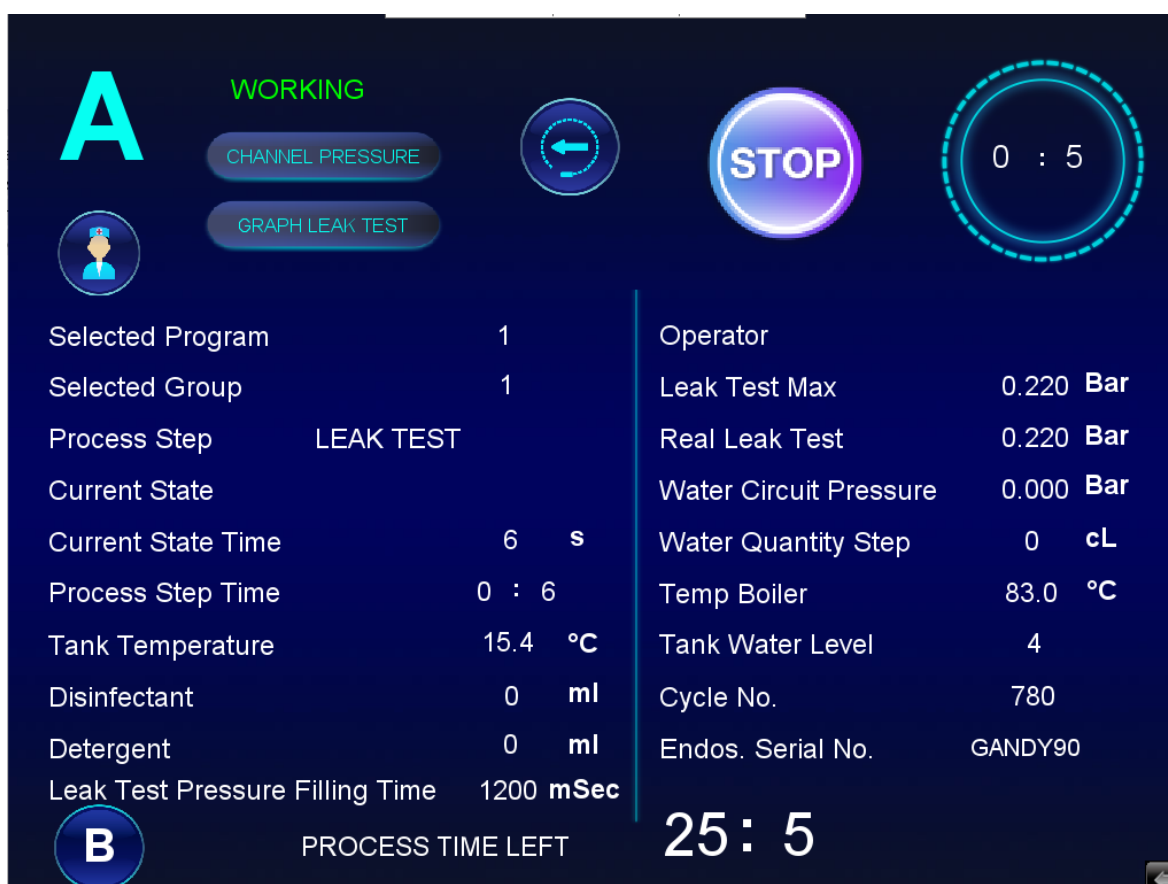 A
WORKING
CHANNEL PRESSURE
GRAPH LEAK TEST
STOP
0 : 5
Selected Program 1
Selected Group 1
Process Step LEAK TEST
Current State
Current State Time 6 s
Process Step Time 0 : 6
Tank Temperature 15.4 °C
Disinfectant 0 ml
Detergent 0 ml
Leak Test Pressure Filling Time 1200 mSec
Operator
Leak Test Max 0.220 Bar
Real Leak Test 0.220 Bar
Water Circuit Pressure 0.000 Bar
Water Quantity Step 0 cL
Temp Boiler 83.0 °C
Tank Water Level 4
Cycle No. 780
Endos. Serial No. GANDY90
B
PROCESS TIME LEFT 25: 5